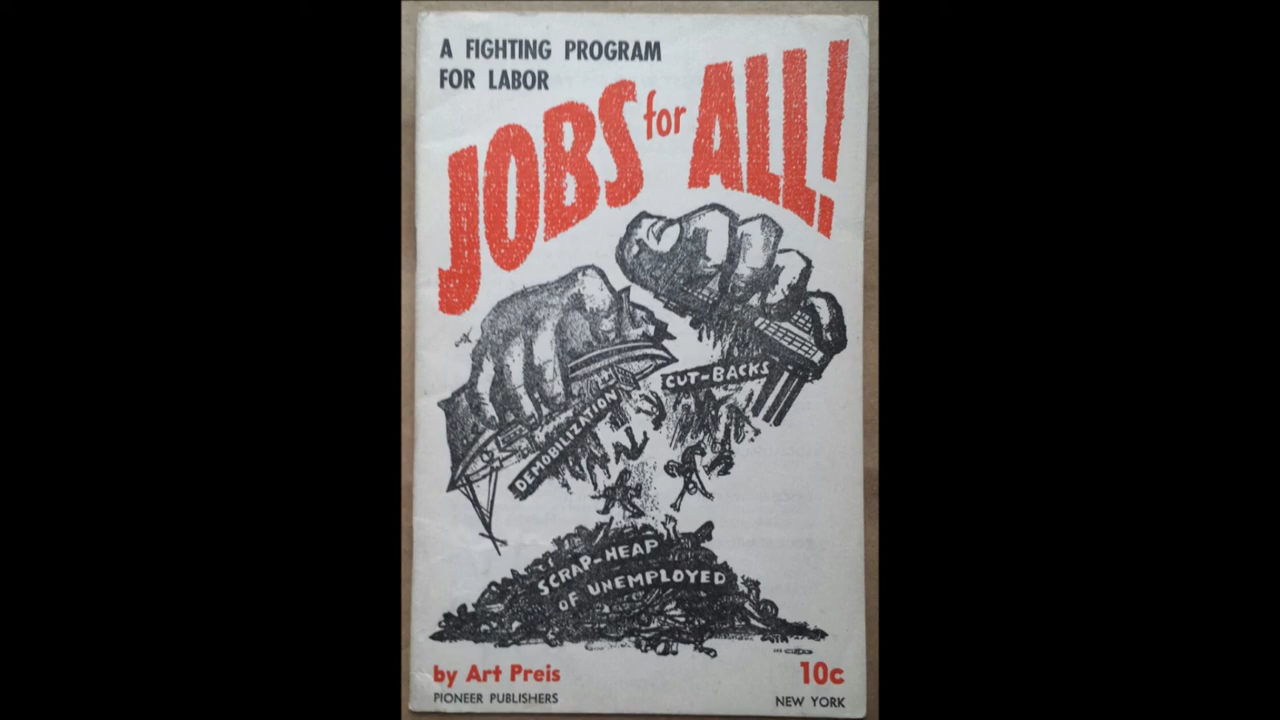 A FIGHTING PROGRAM
FOR LABOR
JOBS for ALL!
CUT-BACKS
DEMOBILIZATION
SCRAP-HEAP
OF UNEMPLOYED
by Art Preis
10c
PIONEER PUBLISHERS
NEW YORK